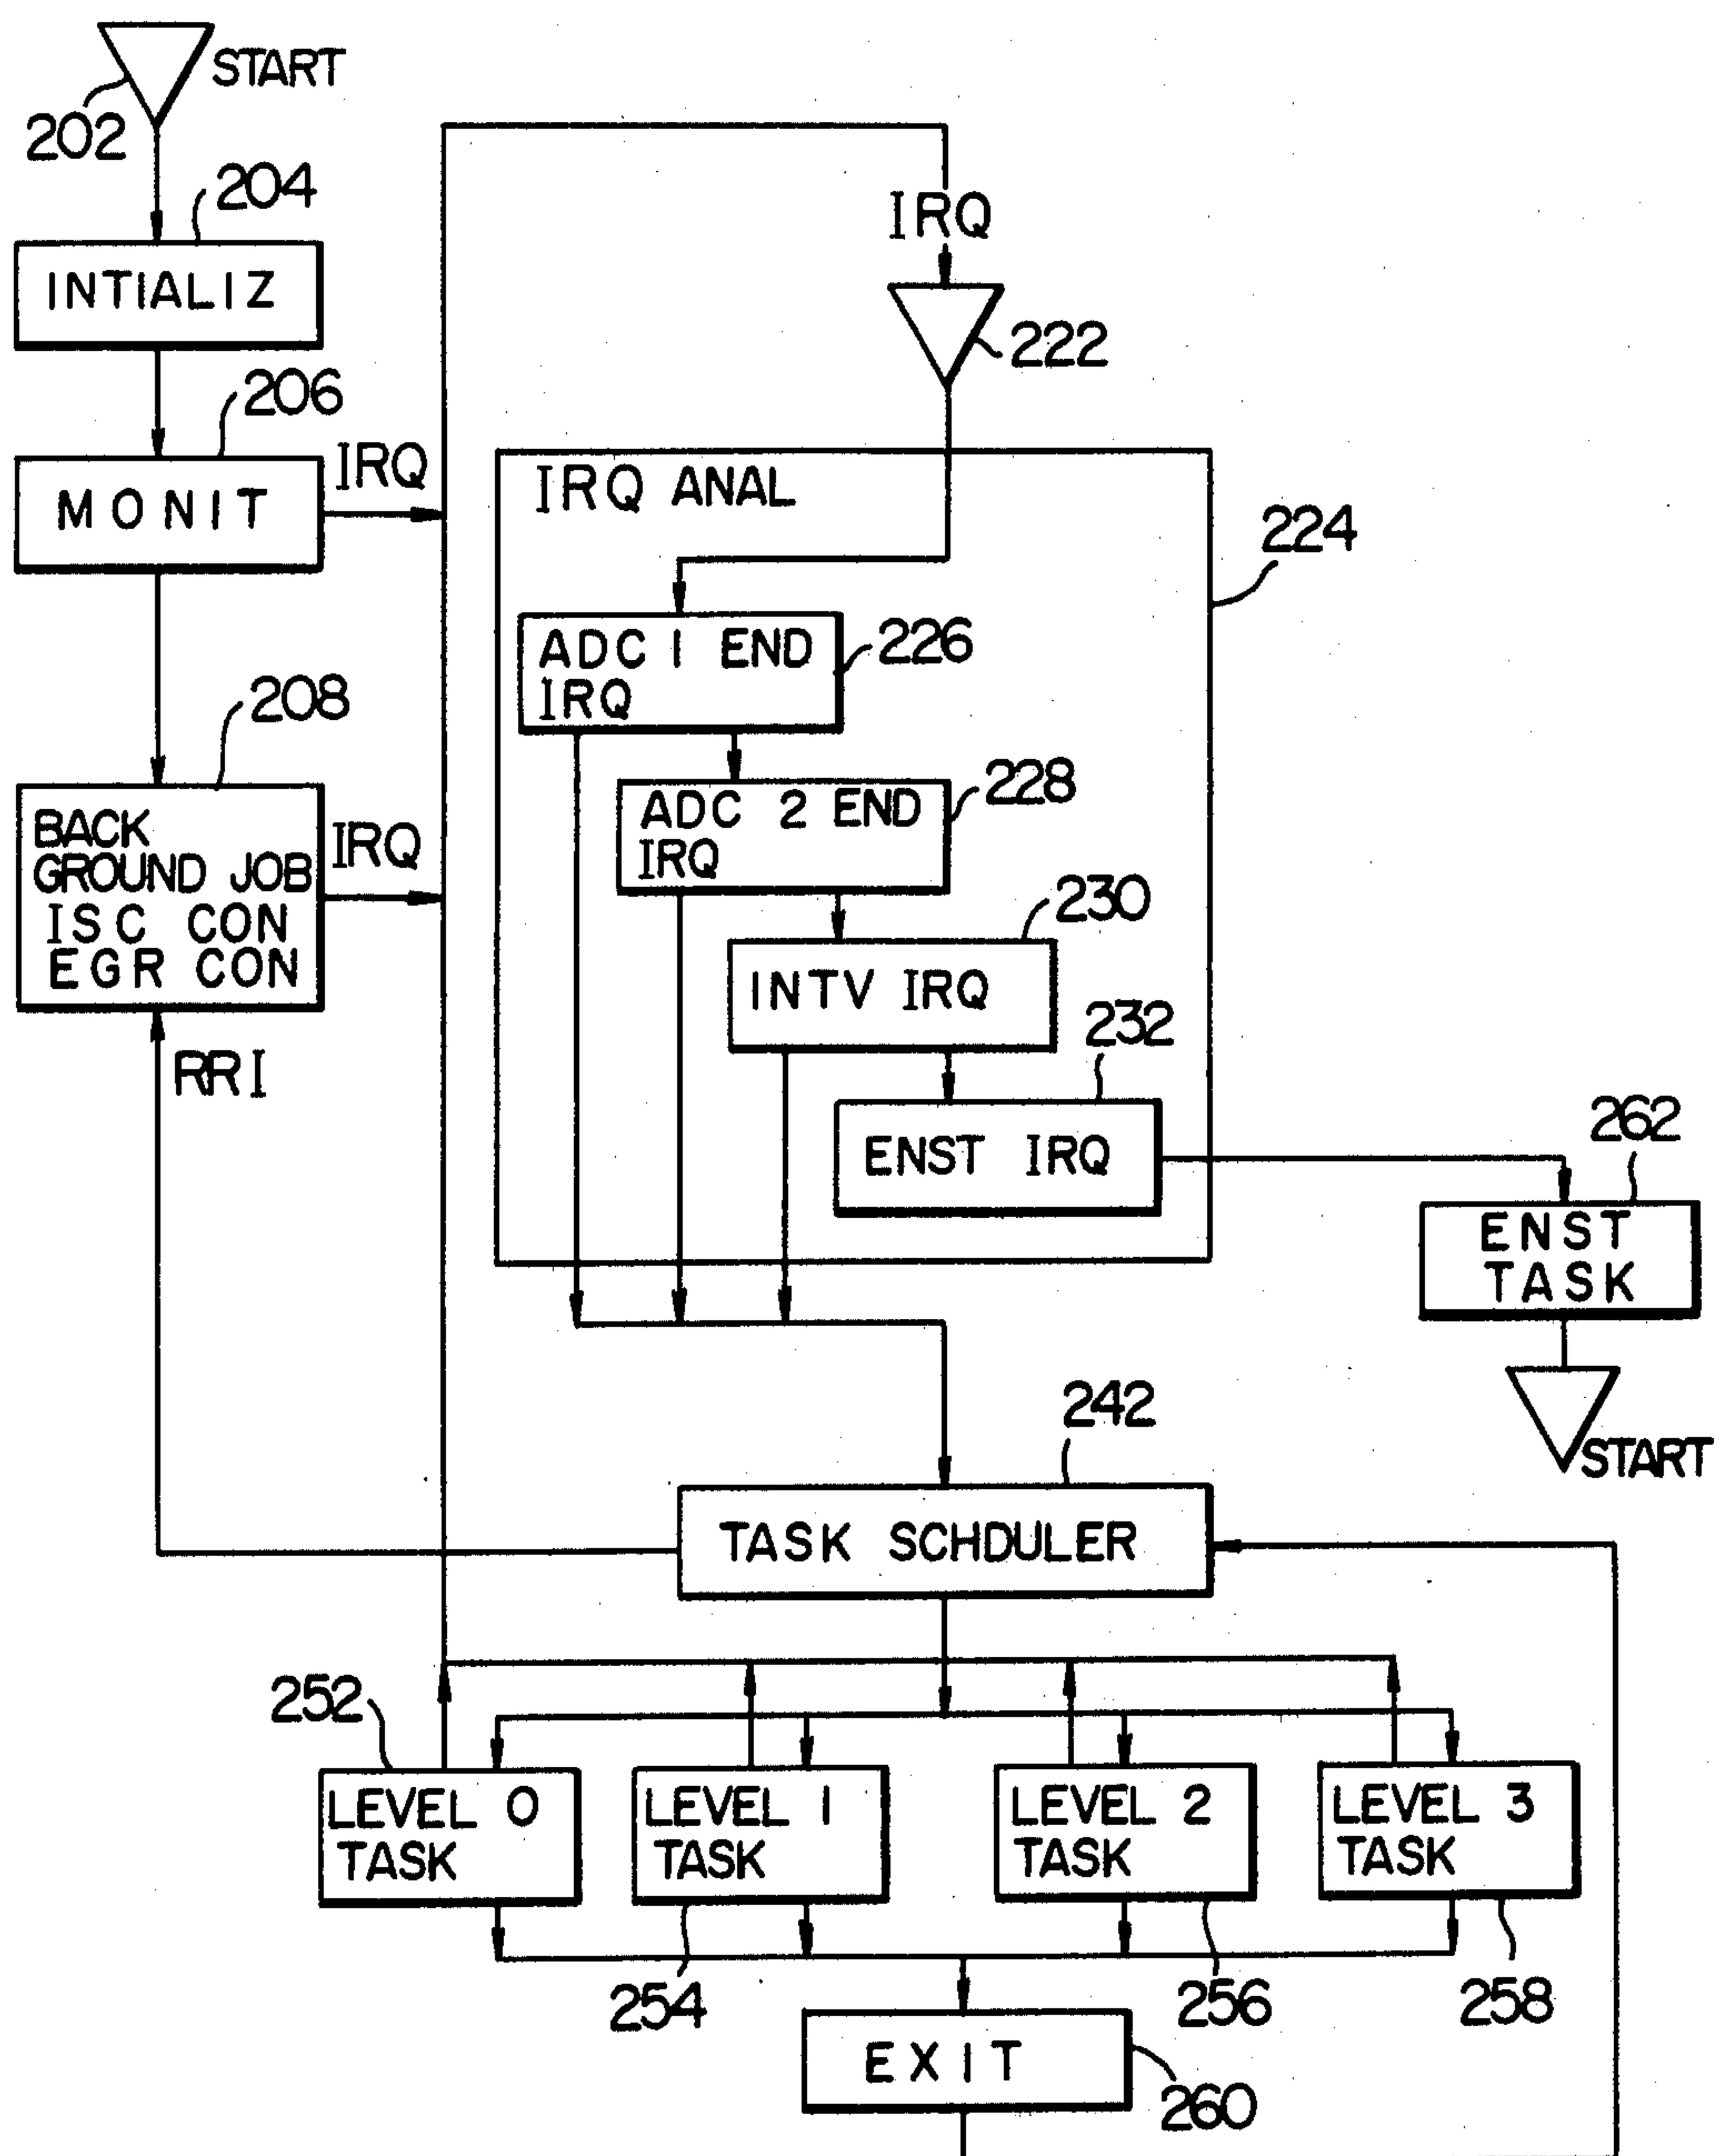 START
202
204
INTIALIZ
206
MONIT
IRQ
208
BACK
GROUND JOB
ISC CON
EGR CON
IRQ
RRI
IRQ
222
IRQ ANAL
224
ADC 1 END
IRQ
226
ADC 2 END
IRQ
228
230
INTV IRQ
232
ENST IRQ
262
ENST
TASK
START
242
TASK SCHDULER
252
LEVEL 0
TASK
LEVEL 1
TASK
LEVEL 2
TASK
LEVEL 3
TASK
254
256
258
EXIT
260